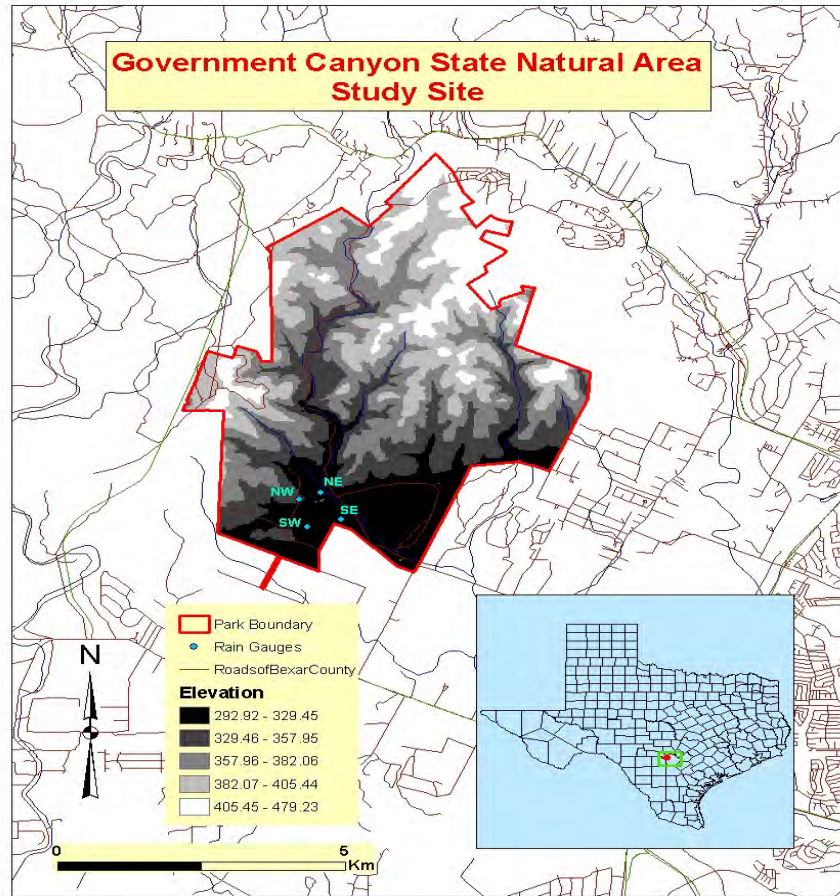 Government Canyon State Natural Area
Study Site
NE
NW
SE
SW
Park Boundary
Rain Gauges
RoadsofBexarCounty
Elevation
292.92 - 329.45
329.46 - 357.95
357.96 - 382.06
382.07 - 405.44
405.45 - 479.23
N
0
5
Km